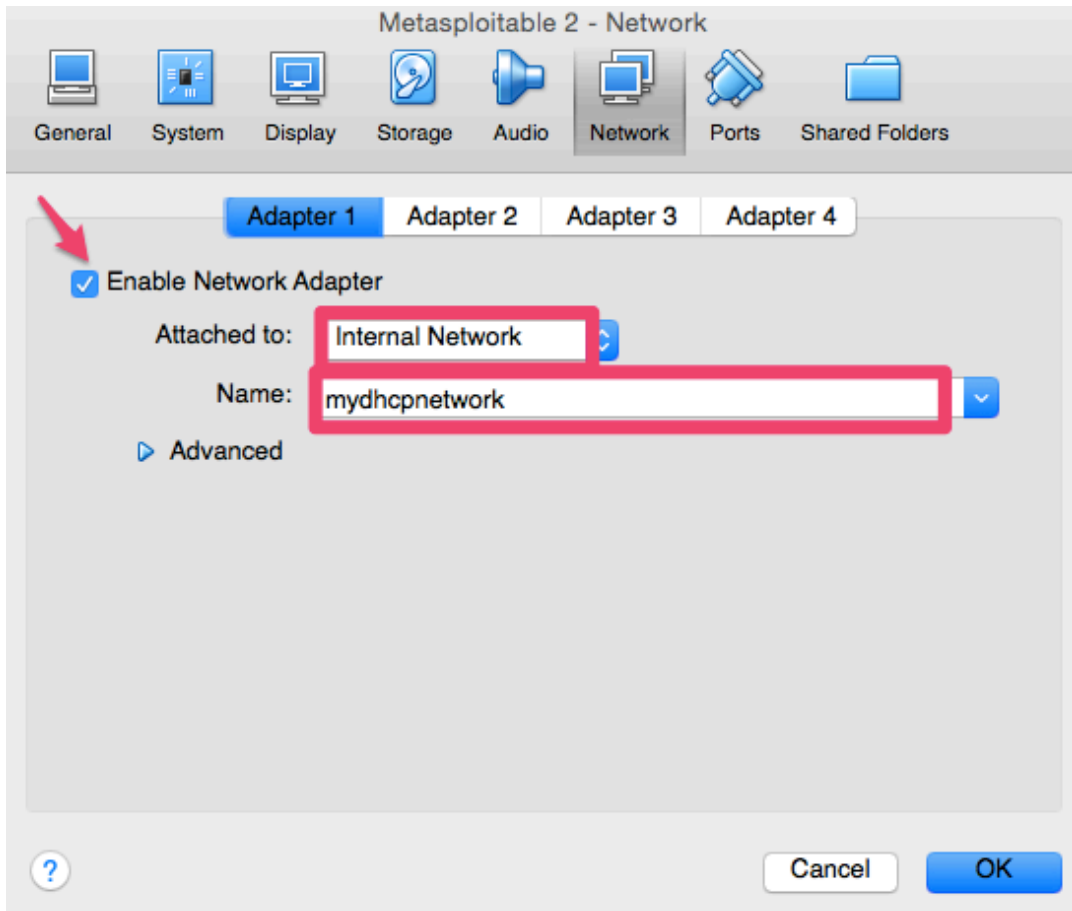 Metasploitable 2 - Network
General System Display Storage Audio Network Ports Shared Folders
Adapter 1 Adapter 2 Adapter 3 Adapter 4
Enable Network Adapter
Attached to: Internal Network
Name: mydhcpnetwork
Advanced
? Cancel OK